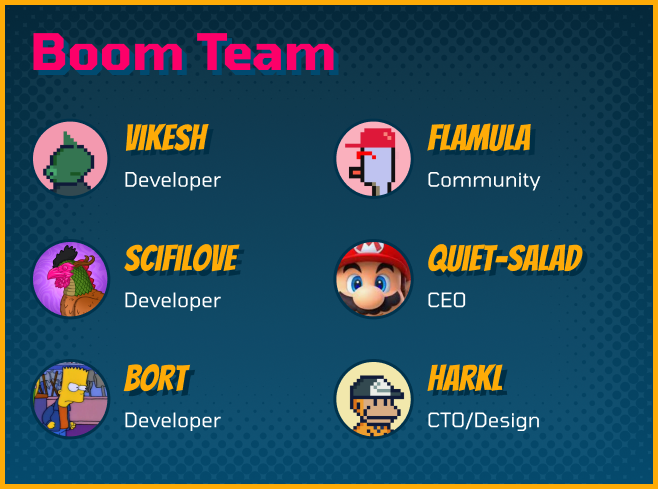 Boom Team
VIKESH
Developer
FLAMULA
Community
SCIFILOVE
Developer
QUIET-SALAD
CEO
BORT
Developer
HARKL
CTO/Design